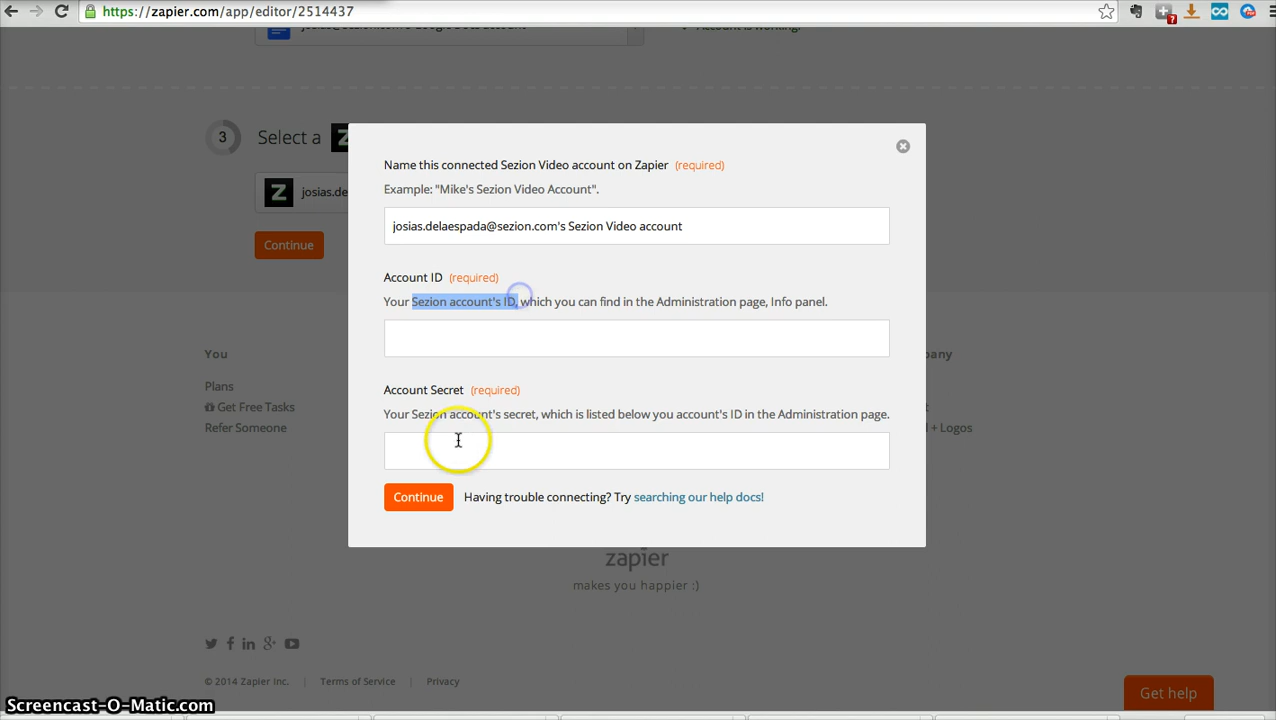 https://zapier.com/app/editor/2514437
?
3
Select a
josias.de
Continue
Name this connected Sezion Video account on Zapier (required)
Example: "Mike's Sezion Video Account".
josias.delaespada@sezion.com's Sezion Video account
Account ID (required)
Your Sezion account's ID, which you can find in the Administration page, Info panel.
Account Secret (required)
Your Sezion account's secret, which is listed below you account's ID in the Administration page.
Continue
Having trouble connecting? Try searching our help docs!
You
Plans
Get Free Tasks
Refer Someone
pany
+ Logos
zapier
makes you happier :)
© 2014 Zapier Inc.
Terms of Service
Privacy
Get help
Screencast-O-Matic.com